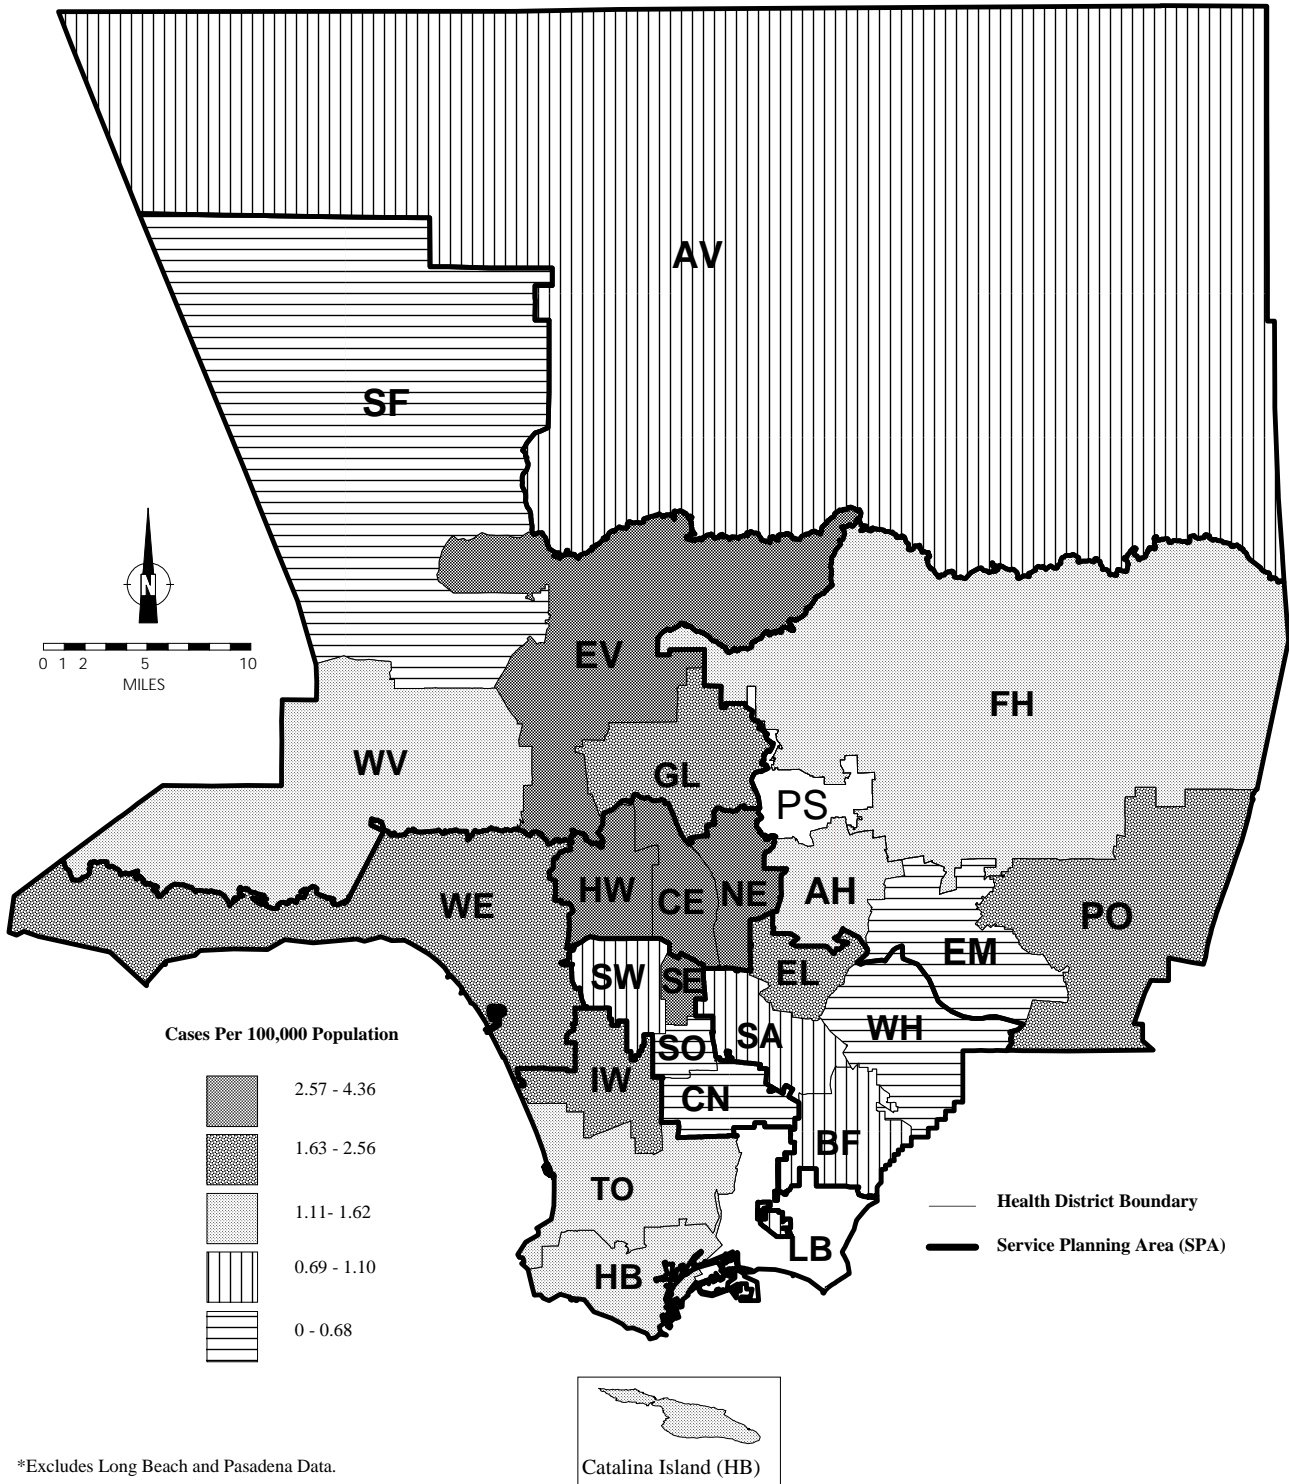 AV
SF
N
0 1 2 5 10
MILES
EV
FH
WV
GL
PS
HW
CE
NE
AH
WE
PO
EM
SW
SE
EL
SA
WH
SO
IW
CN
BF
TO
LB
HB
Cases Per 100,000 Population
2.57 - 4.36
1.63 - 2.56
1.11- 1.62
0.69 - 1.10
0 - 0.68
Health District Boundary
Service Planning Area (SPA)
Catalina Island (HB)
*Excludes Long Beach and Pasadena Data.